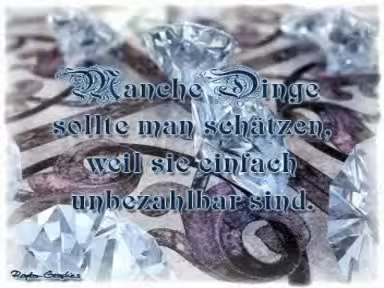 Manche Dinge
sollte man schätzen,
weil sie einfach
unbezahlbar sind.